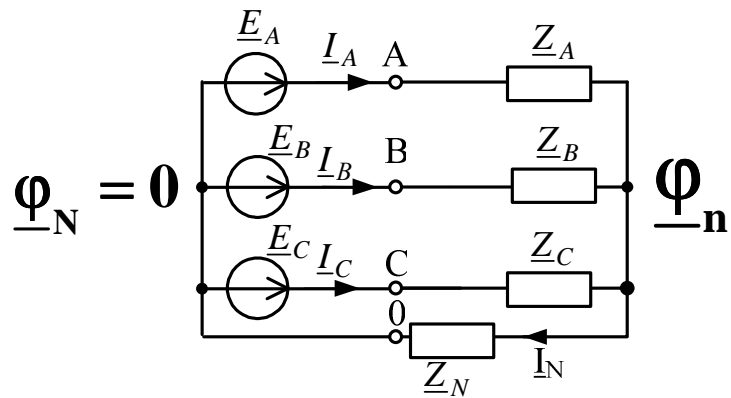 E_A I_A A Z_A
E_B I_B B Z_B
φ_N = 0 φ_n
E_C I_C C Z_C
0
Z_N I_N